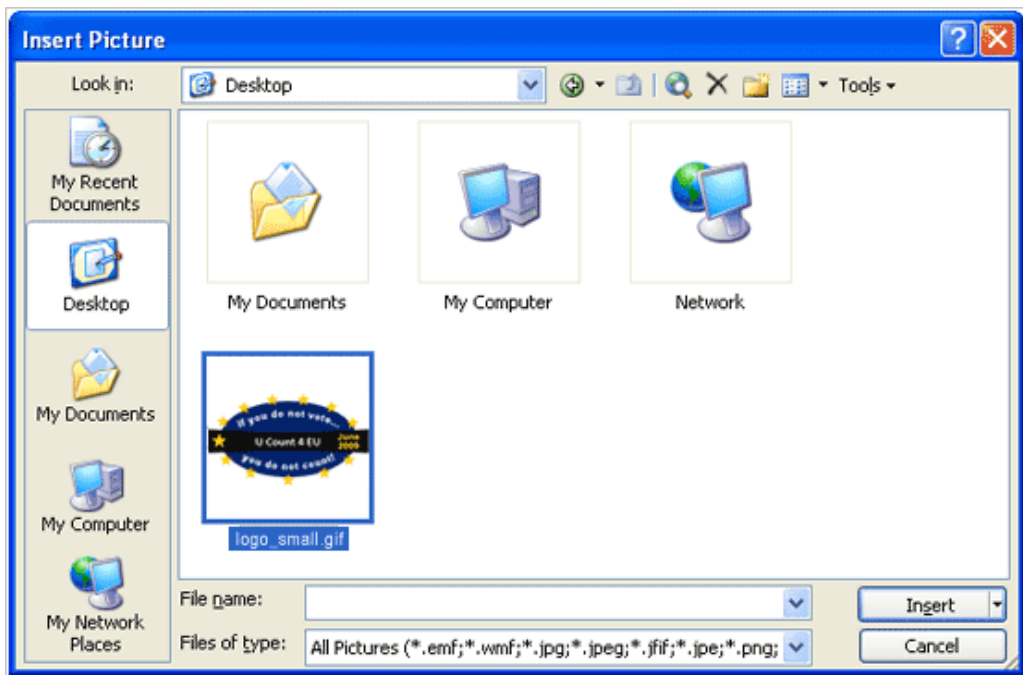 Insert Picture
Look in:
Desktop
Tools
My Recent
Documents
Desktop
My Documents
My Computer
My Network
Places
My Documents
My Computer
Network
If you do not vote...
U Count 4 EU
June
2009
you do not count!
logo_small.gif
File name:
Insert
Files of type:
All Pictures (*.emf;*.wmf;*.jpg;*.jpeg;*.jfif;*.jpe;*.png;
Cancel